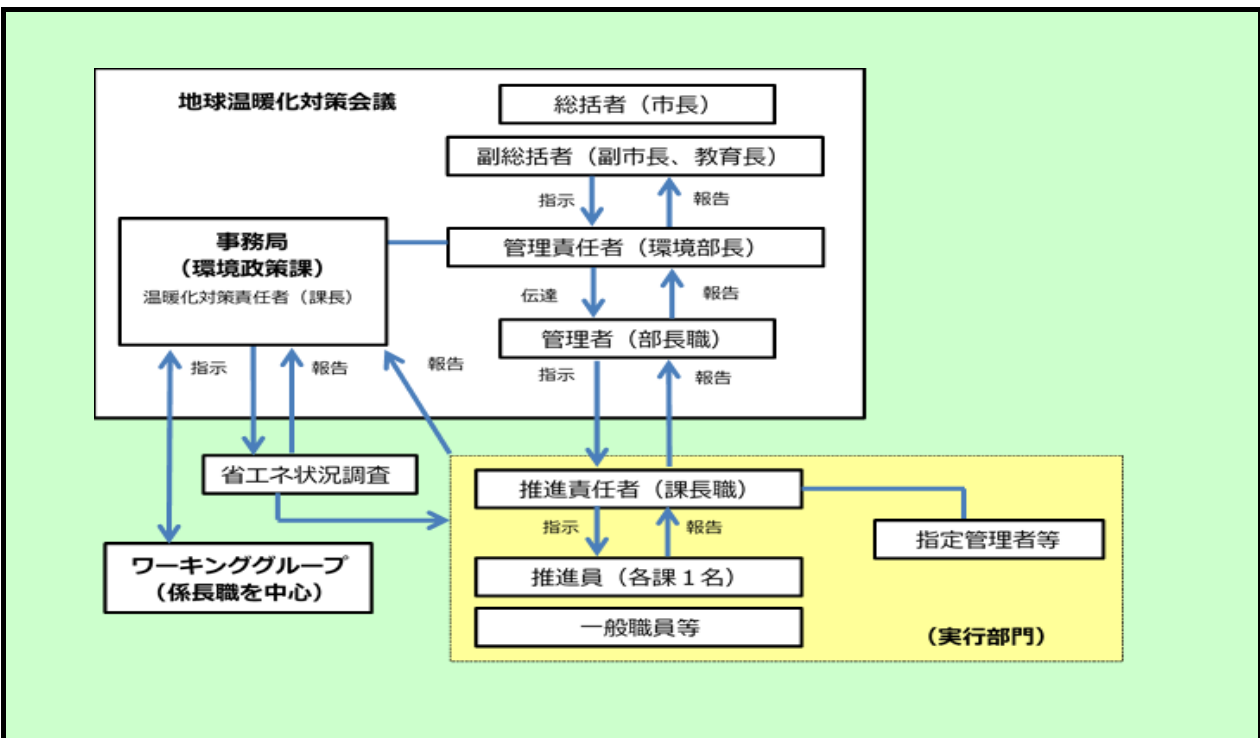 地球温暖化対策会議
総括者（市長）
副総括者（副市長、教育長）
指示
報告
事務局
（環境政策課）
温暖化対策責任者（課長）
管理責任者（環境部長）
伝達
報告
管理者（部長職）
指示
報告
報告
指示
報告
省エネ状況調査
ワーキンググループ
（係長職を中心）
推進責任者（課長職）
指示
報告
推進員（各課１名）
一般職員等
指定管理者等
（実行部門）